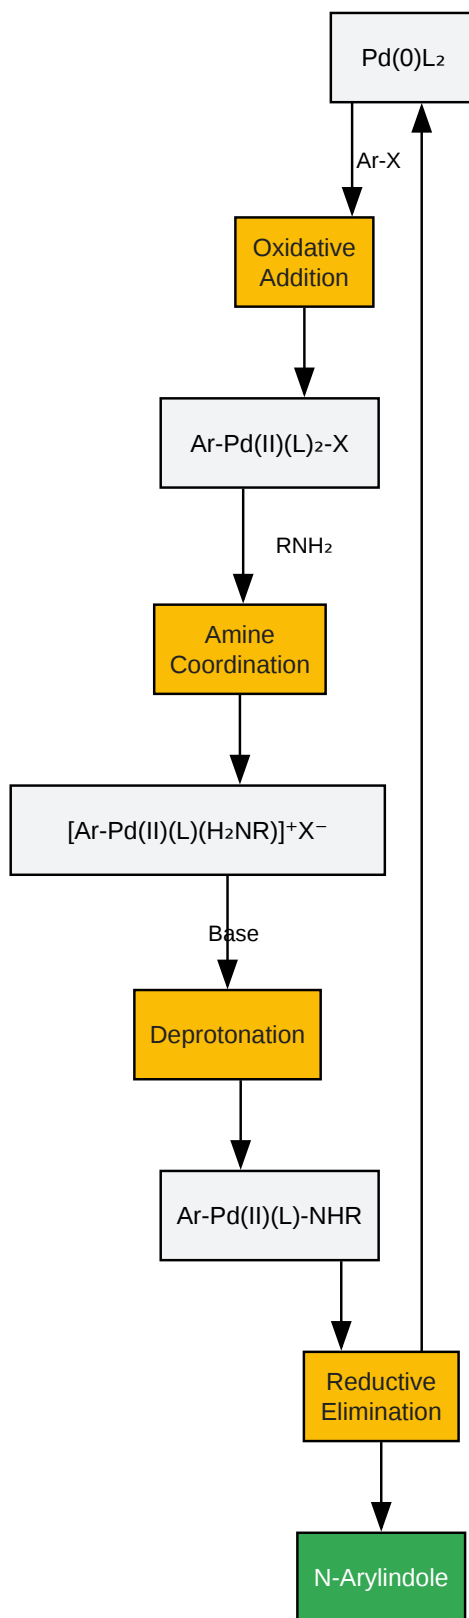 Pd(0)L₂
Ar-X
Oxidative
Addition
Ar-Pd(II)(L)₂-X
RNH₂
Amine
Coordination
[Ar-Pd(II)(L)(H₂NR)]⁺X⁻
Base
Deprotonation
Ar-Pd(II)(L)-NHR
Reductive
Elimination
N-Arylindole